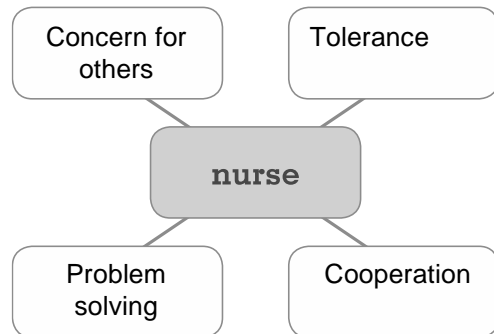 Concern for
others
Tolerance
nurse
Problem
solving
Cooperation